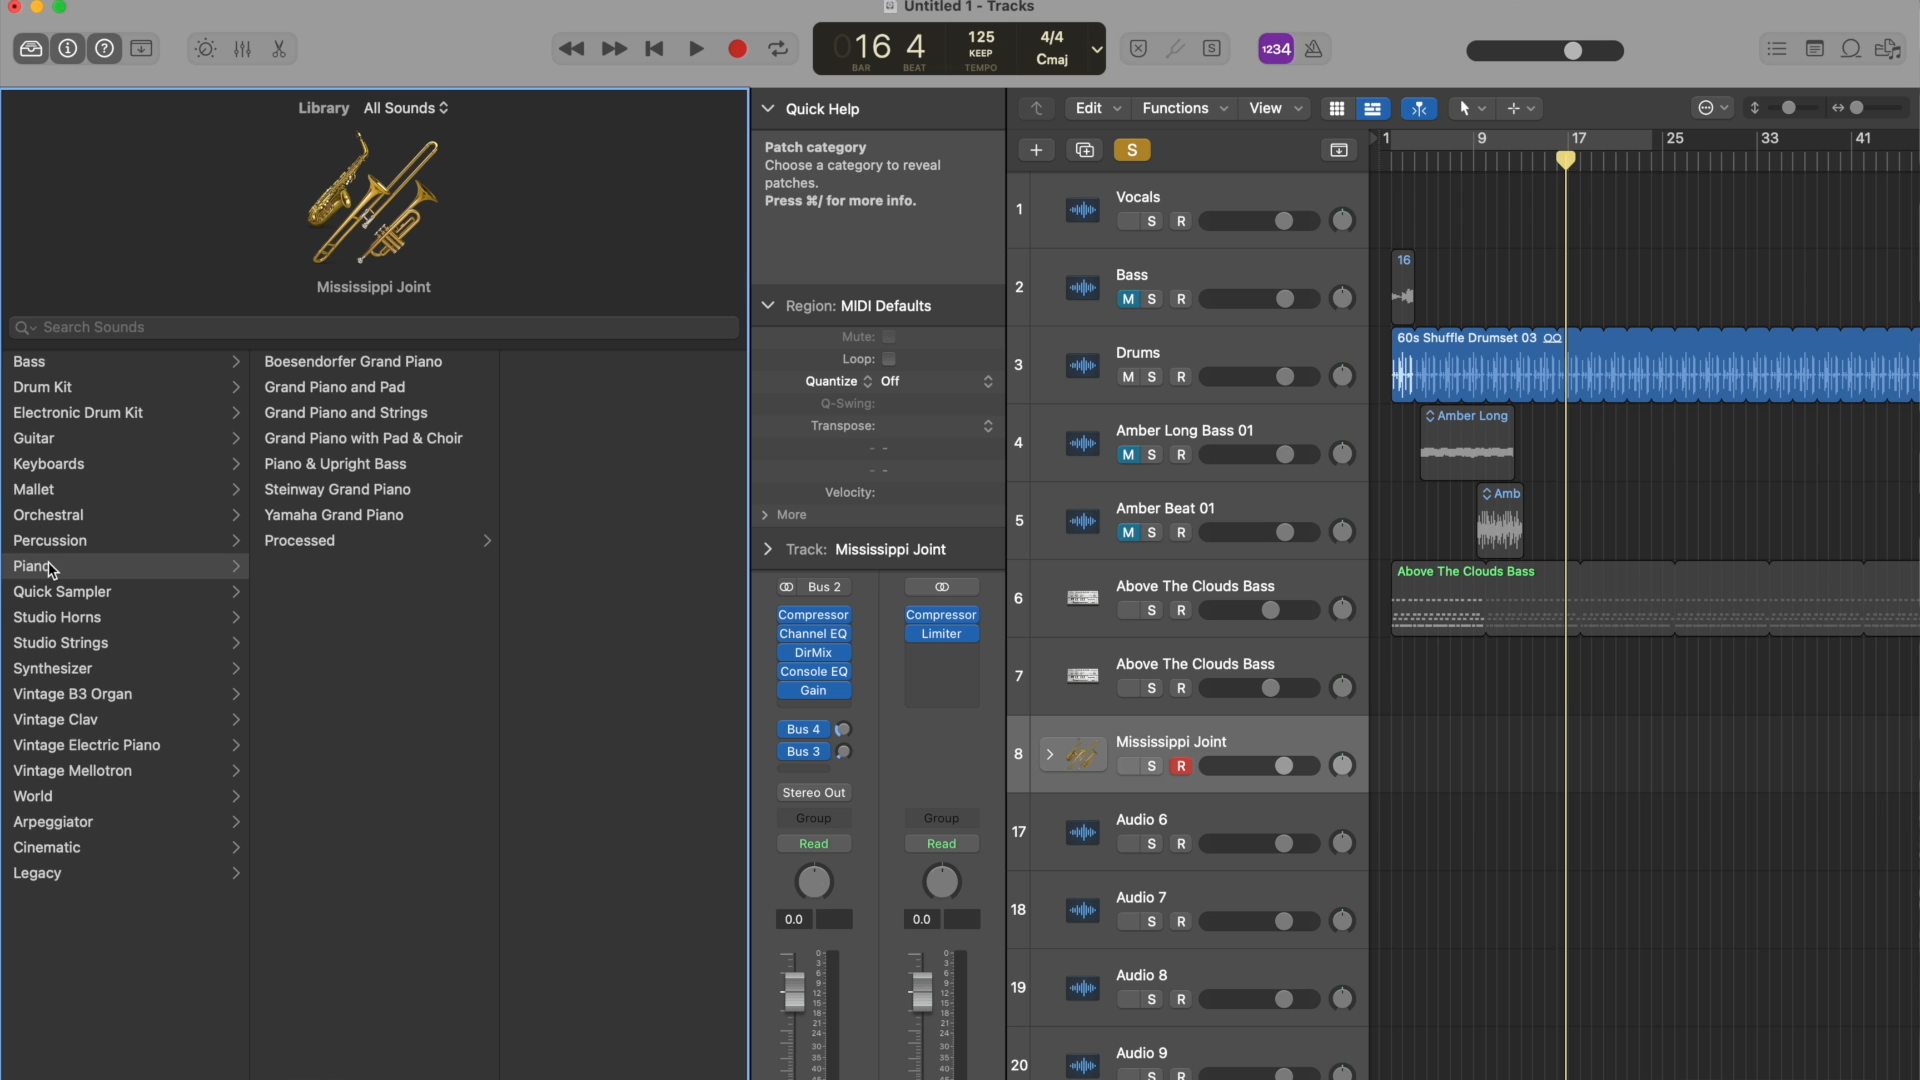 Untitled 1 - Tracks
016 4
BAR BEAT
125
KEEP
TEMPO
4/4
Cmaj
S
1234
Library All Sounds
Mississippi Joint
Search Sounds
Bass
Drum Kit
Electronic Drum Kit
Guitar
Keyboards
Mallet
Orchestral
Percussion
Piano
Quick Sampler
Studio Horns
Studio Strings
Synthesizer
Vintage B3 Organ
Vintage Clav
Vintage Electric Piano
Vintage Mellotron
World
Arpeggiator
Cinematic
Legacy
Boesendorfer Grand Piano
Grand Piano and Pad
Grand Piano and Strings
Grand Piano with Pad & Choir
Piano & Upright Bass
Steinway Grand Piano
Yamaha Grand Piano
Processed
Quick Help
Patch category
Choose a category to reveal
patches.
Press ⌘/ for more info.
Region: MIDI Defaults
Mute:
Loop:
Quantize Off
Q-Swing:
Transpose:
Velocity:
More
Track: Mississippi Joint
Bus 2
Compressor
Channel EQ
DirMix
Console EQ
Gain
Bus 4
Bus 3
Stereo Out
Group
Read
0.0
Compressor
Limiter
Group
Read
0.0
Edit Functions View
S
1 9 17 25 33 41
1 Vocals
S R
2 Bass
M S R
16
3 Drums
M S R
60s Shuffle Drumset 03
4 Amber Long Bass 01
M S R
Amber Long
5 Amber Beat 01
M S R
Amb
6 Above The Clouds Bass
S R
Above The Clouds Bass
7 Above The Clouds Bass
S R
8 Mississippi Joint
S R
17 Audio 6
S R
18 Audio 7
S R
19 Audio 8
S R
20 Audio 9
S R